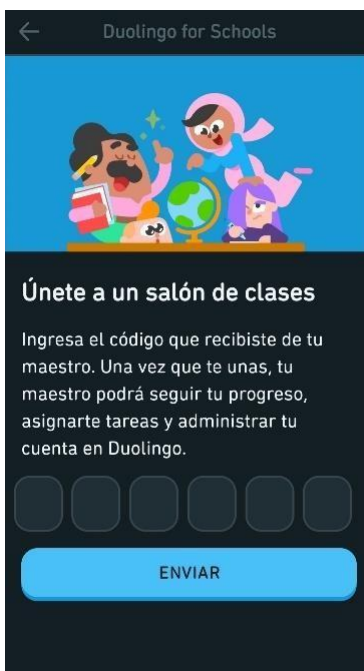 Duolingo for Schools
Únete a un salón de clases
Ingresa el código que recibiste de tu
maestro. Una vez que te unas, tu
maestro podrá seguir tu progreso,
asignarte tareas y administrar tu
cuenta en Duolingo.
ENVIAR